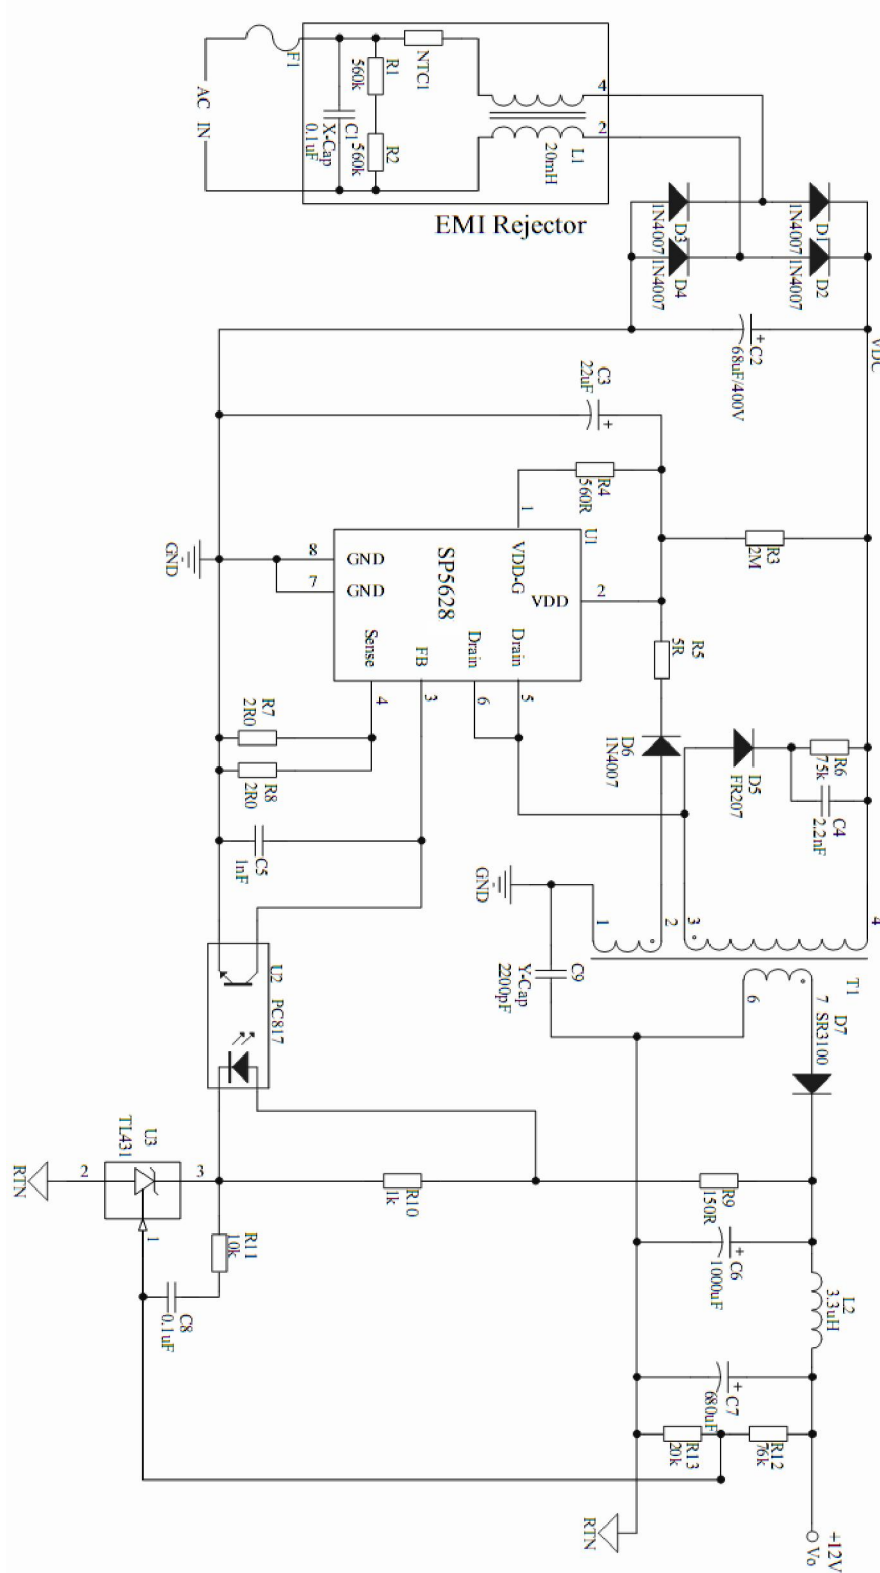 F1
AC IN
R1
560k
C1
X-Cap
0.1uF
R2
560k
NTC1
4
2
L1
20mH
EMI Rejector
D3
1N4007
D1
1N4007
D4
1N4007
D2
1N4007
VDC
C2
68uF/400V
C3
22uF
R4
560R
R3
2M
U1
SP5628
1
VDD-G
VDD
2
8
GND
7
GND
GND
Sense
4
FB
3
Drain
6
Drain
5
R5
5R
D6
1N4007
R6
75k
C4
2.2nF
D5
FR207
R7
2R0
R8
2R0
C5
1nF
GND
1
2
3
4
T1
C9
Y-Cap
2200pF
6
7
D7
SR3100
U2
PC817
U3
TL431
RTN
2
3
1
R10
1k
R9
150R
R11
10k
C8
0.1uF
C6
1000uF
L2
3.3uH
C7
680uF
R13
20k
R12
76k
RTN
+12V
Vo